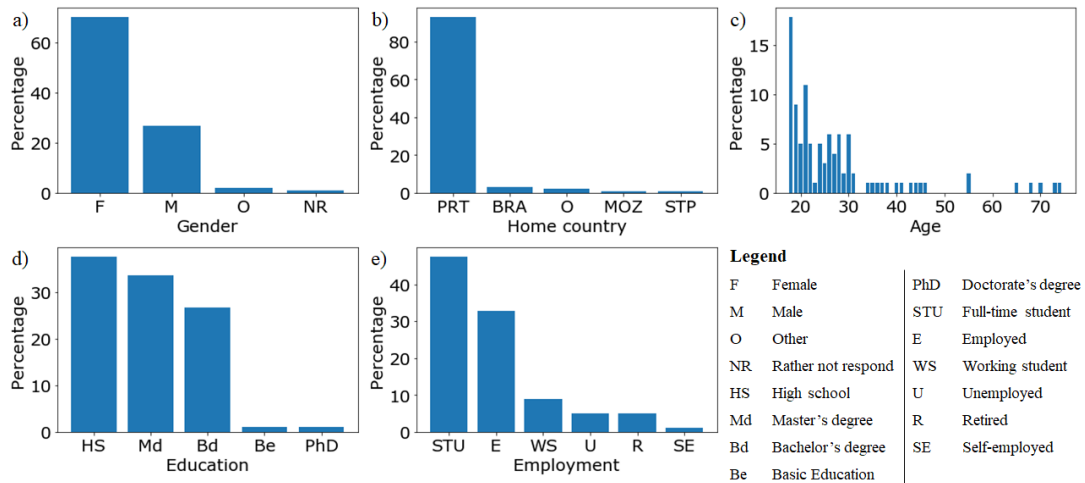 a)
60
40
20
0
Percentage
F M O NR
Gender
b)
80
60
40
20
0
Percentage
PRT BRA O MOZ STP
Home country
c)
15
10
5
0
Percentage
20 30 40 50 60 70
Age
d)
30
20
10
0
Percentage
HS Md Bd Be PhD
Education
e)
40
30
20
10
0
Percentage
STU E WS U R SE
Employment
Legend
F Female
M Male
O Other
NR Rather not respond
HS High school
Md Master's degree
Bd Bachelor's degree
Be Basic Education
PhD Doctorate's degree
STU Full-time student
E Employed
WS Working student
U Unemployed
R Retired
SE Self-employed